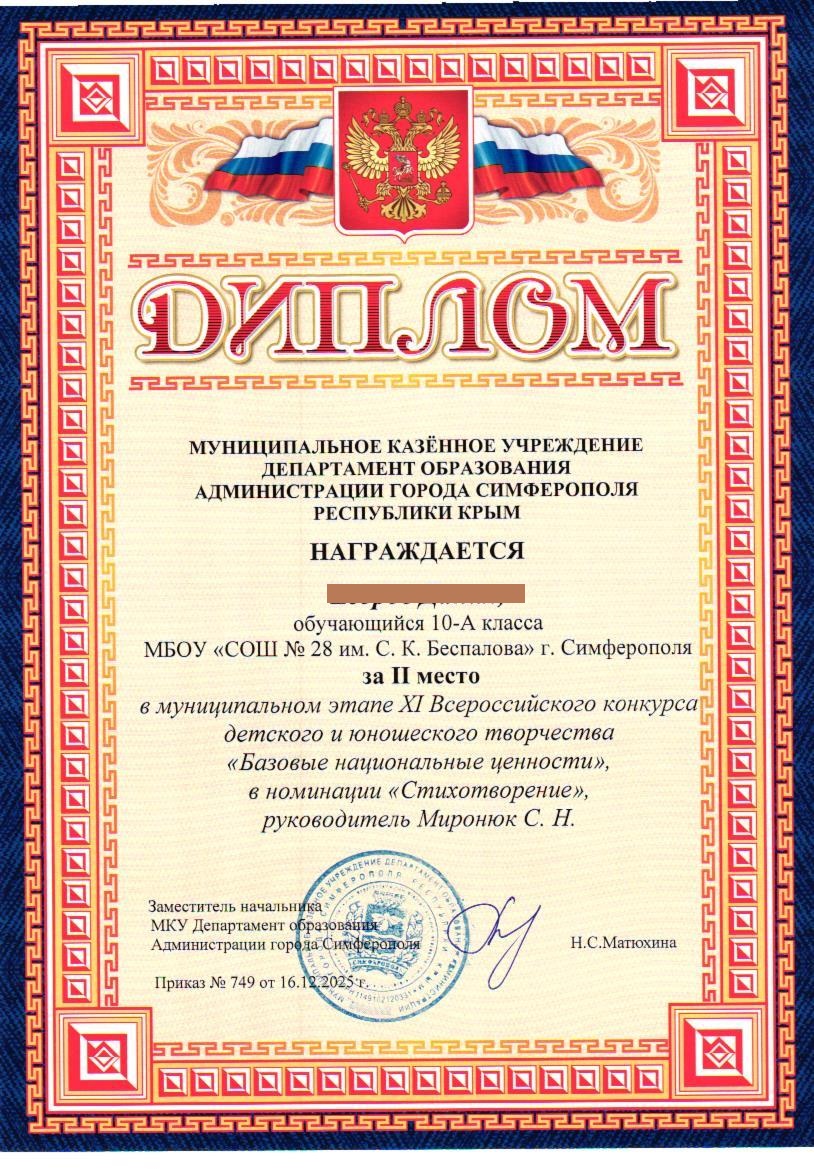 ДИПЛОМ
МУНИЦИПАЛЬНОЕ КАЗЁННОЕ УЧРЕЖДЕНИЕ
ДЕПАРТАМЕНТ ОБРАЗОВАНИЯ
АДМИНИСТРАЦИИ ГОРОДА СИМФЕРОПОЛЯ
РЕСПУБЛИКИ КРЫМ
НАГРАЖДАЕТСЯ
обучающийся 10-А класса
МБОУ «СОШ № 28 им. С. К. Беспалова» г. Симферополя
за II место
в муниципальном этапе XI Всероссийского конкурса
детского и юношеского творчества
«Базовые национальные ценности»,
в номинации «Стихотворение»,
руководитель Миронюк С. Н.
Заместитель начальника
МКУ Департамент образования
Администрации города Симферополя
Н.С.Матюхина
Приказ № 749 от 16.12.2025 г.